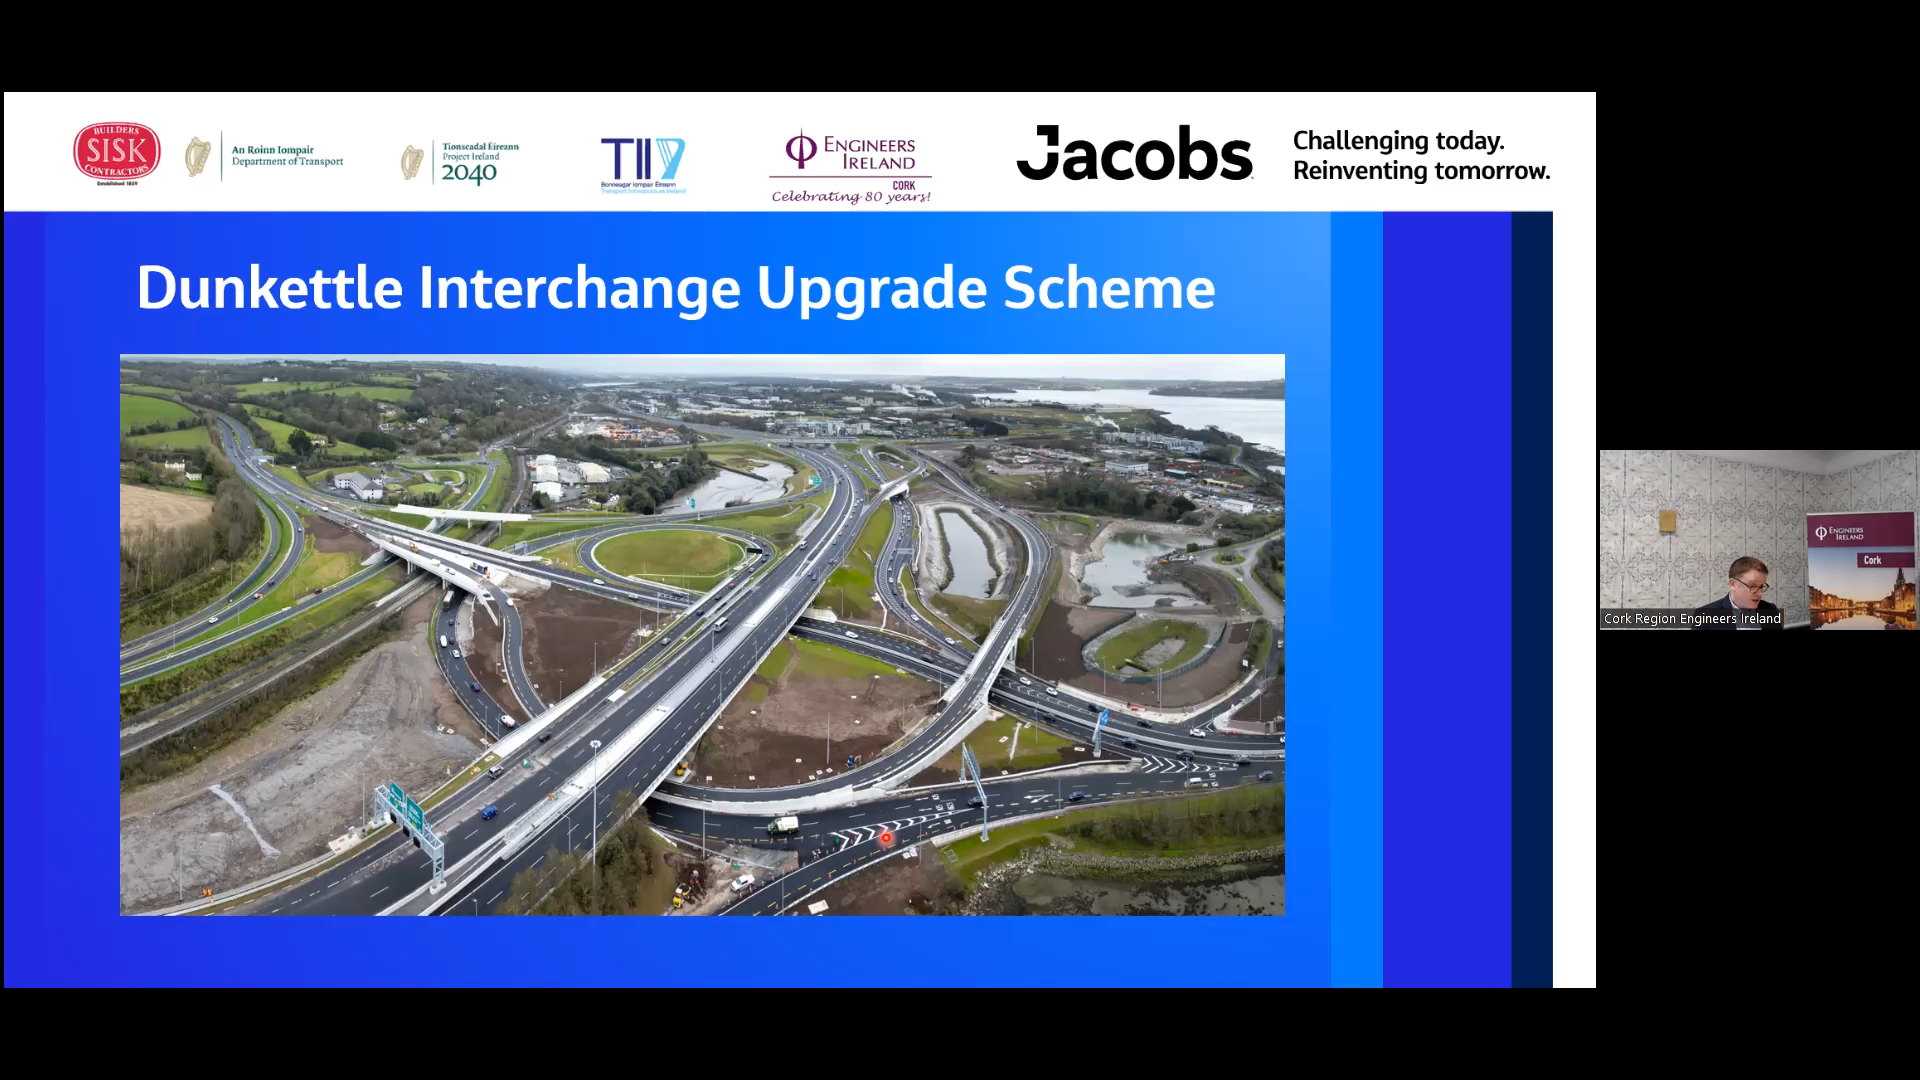 BUILDERS
SISK
CONTRACTORS
Established 1859
An Roinn Iompair
Department of Transport
Tionscadal Éireann
Project Ireland
2040
TII
Bonneagar Iompair Éireann
Transport Infrastructure Ireland
ENGINEERS
IRELAND
CORK
Celebrating 80 years!
Jacobs
Challenging today.
Reinventing tomorrow.
Dunkettle Interchange Upgrade Scheme
ENGINEERS
IRELAND
Cork
Cork Region Engineers Ireland